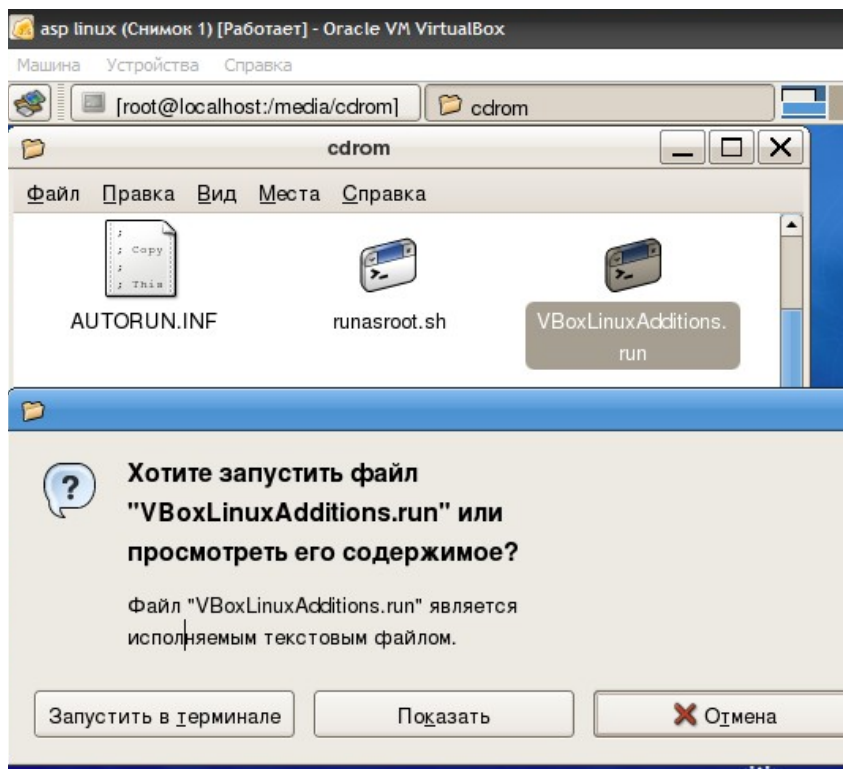 asp linux (Снимок 1) [Работает] - Oracle VM VirtualBox
Машина Устройства Справка
[root@localhost:/media/cdrom] cdrom
cdrom
Файл Правка Вид Места Справка
;
; Copy
;
; This
AUTORUN.INF runasroot.sh VBoxLinuxAdditions.
run
?
Хотите запустить файл
"VBoxLinuxAdditions.run" или
просмотреть его содержимое?
Файл "VBoxLinuxAdditions.run" является
исполняемым текстовым файлом.
Запустить в терминале Показать Отмена